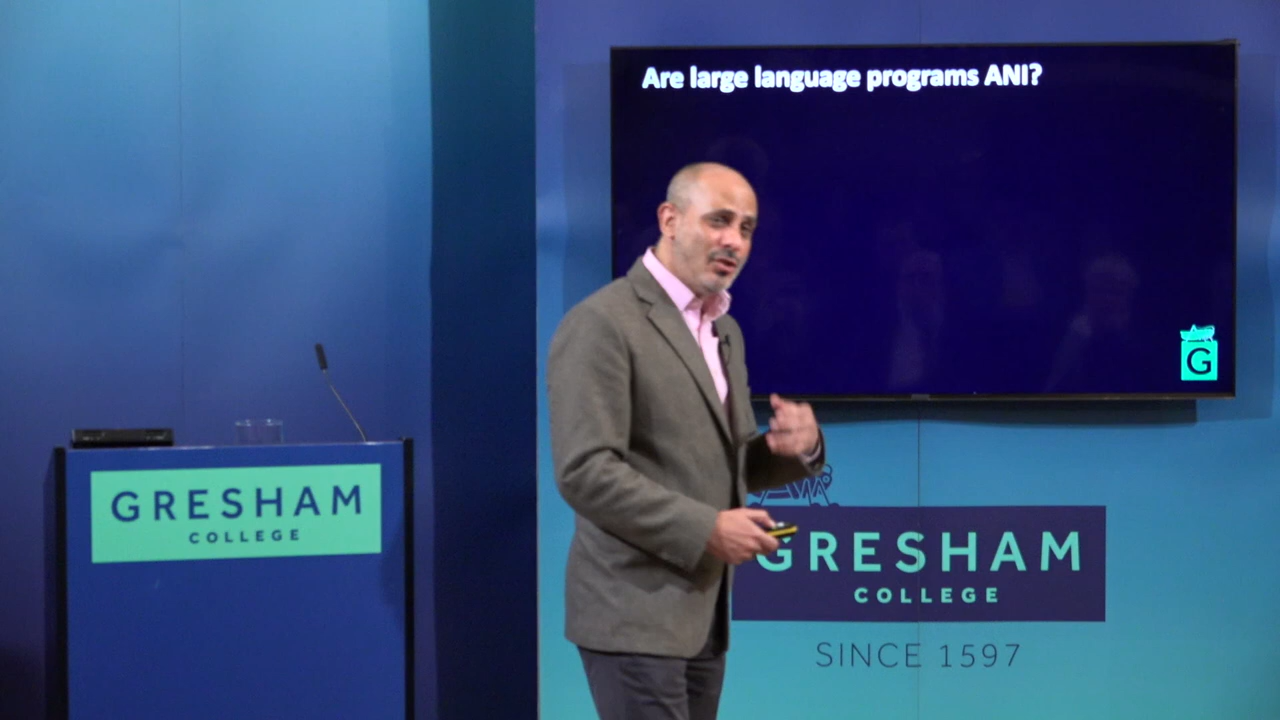 Are large language programs ANI?
G
GRESHAM
COLLEGE
GRESHAM
COLLEGE
SINCE 1597